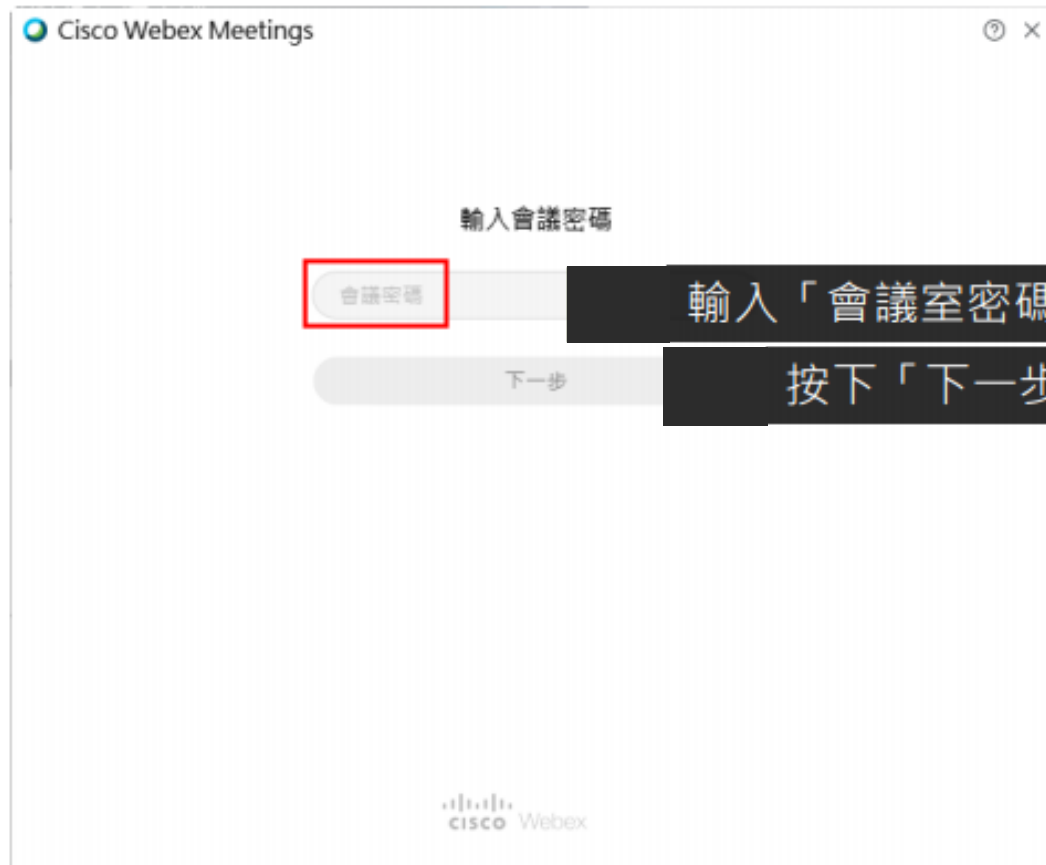 Cisco Webex Meetings
輸入會議密碼
會議密碼
輸入「會議室密碼
下一步
按下「下一步
CISCO Webex